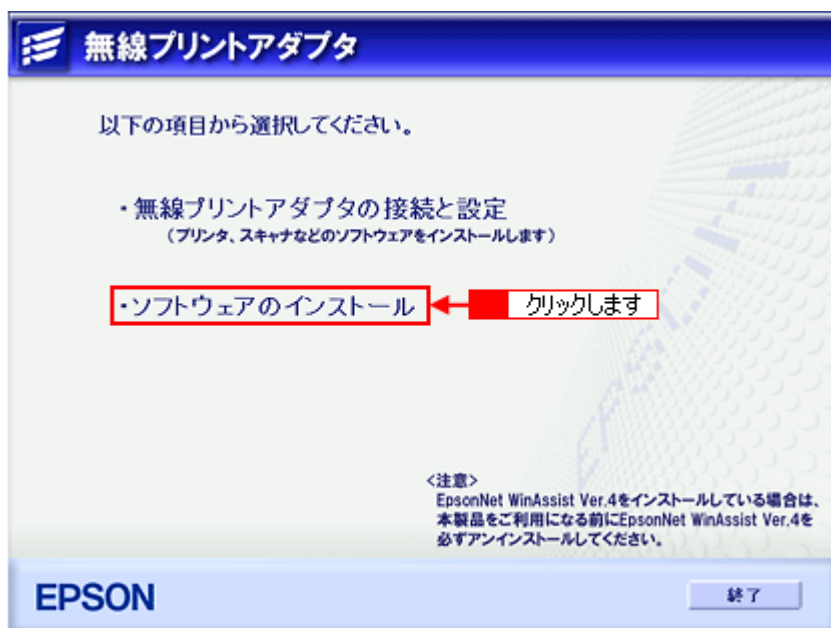 無線プリントアダプタ
以下の項目から選択してください。
・無線プリントアダプタの接続と設定
（プリンタ、スキャナなどのソフトウェアをインストールします）
・ソフトウェアのインストール
クリックします
<注意>
EpsonNet WinAssist Ver.4をインストールしている場合は、
本製品をご利用になる前にEpsonNet WinAssist Ver.4を
必ずアンインストールしてください。
EPSON
終了
EPSON